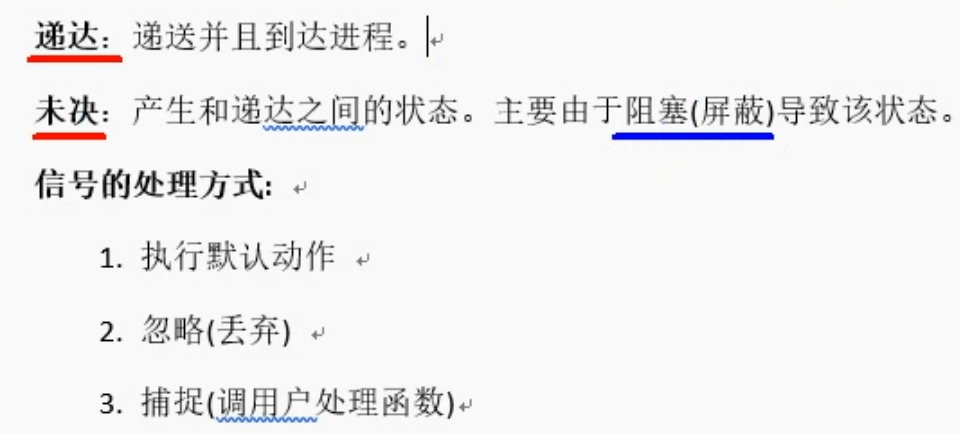 递达：递送并且到达进程。
未决：产生和递达之间的状态。主要由于阻塞(屏蔽)导致该状态。
信号的处理方式:
1. 执行默认动作
2. 忽略(丢弃)
3. 捕捉(调用户处理函数)